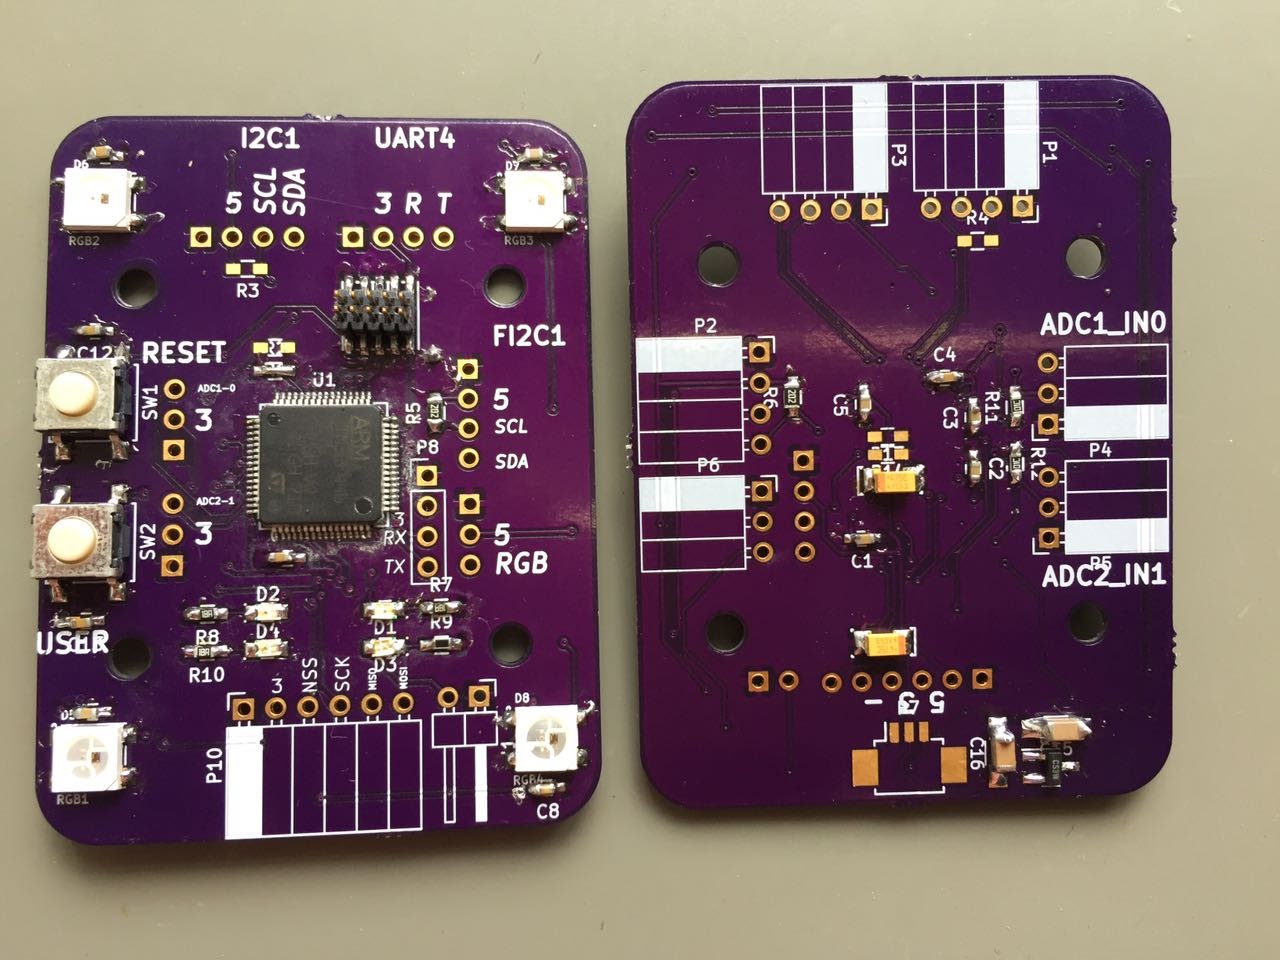 I2C1
UART4
D6
5
SCL
SDA
3
R
T
RGB2
RGB3
R3
FI2C1
RESET
C12
U1
SW1
ADC1-0
3
ARM
R5
5
SCL
P8
SDA
ADC2-1
SW2
3
3
RX
TX
5
RGB
D2
D1
R7
R8
D4
R9
R10
D3
USER
3
NSS
SCK
MISO
MOSI
D8
P10
RGB1
RGB4
C8
P3
P1
R4
P2
ADC1_IN0
C4
R6
C5
C3
R11
P4
P6
C2
R12
C1
P5
ADC2_IN1
-
3
5
C16